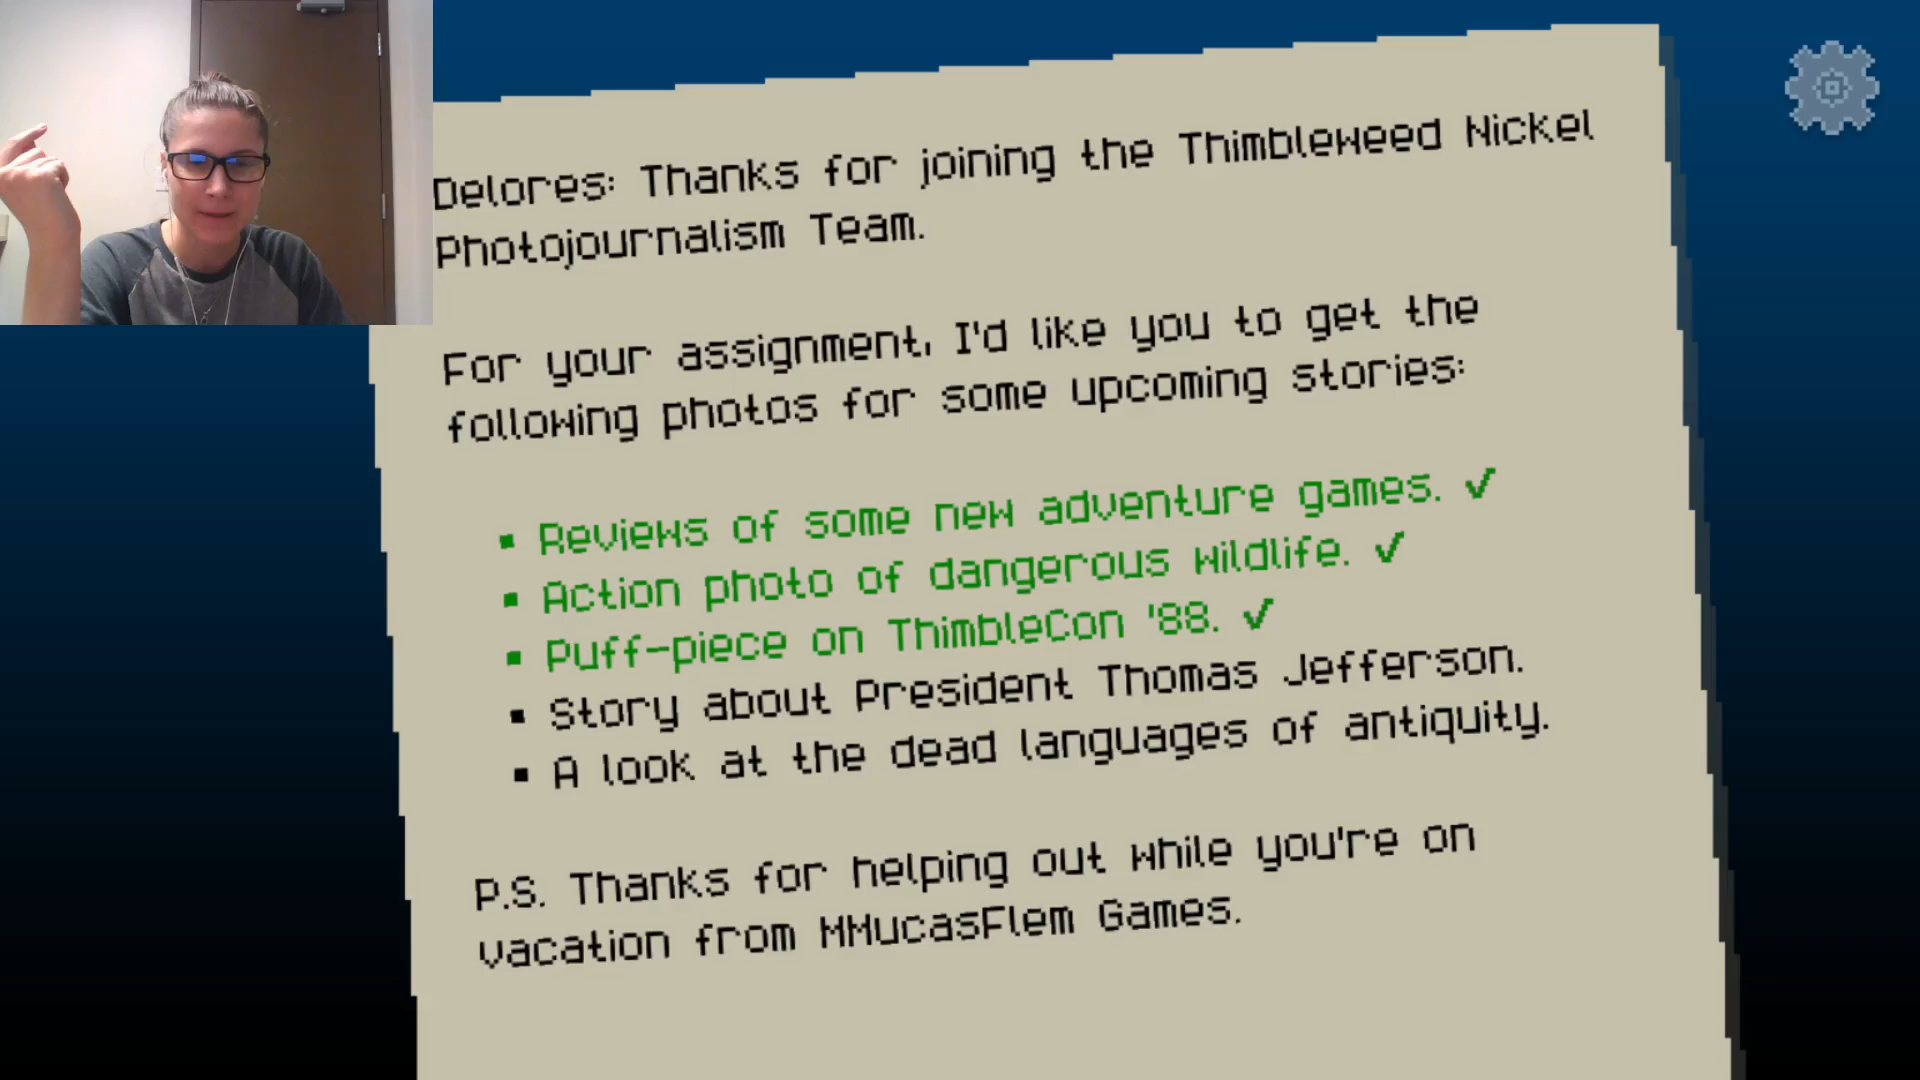 Delores: Thanks for joining the Thimbleweed Nickel
Photojournalism Team.
For your assignment, I'd like you to get the
following photos for some upcoming stories:
▪ Reviews of some new adventure games. ✓
▪ Action photo of dangerous wildlife. ✓
▪ Puff-piece on ThimbleCon '88. ✓
▪ Story about President Thomas Jefferson.
▪ A look at the dead languages of antiquity.
P.S. Thanks for helping out while you're on
vacation from MMucasFlem Games.